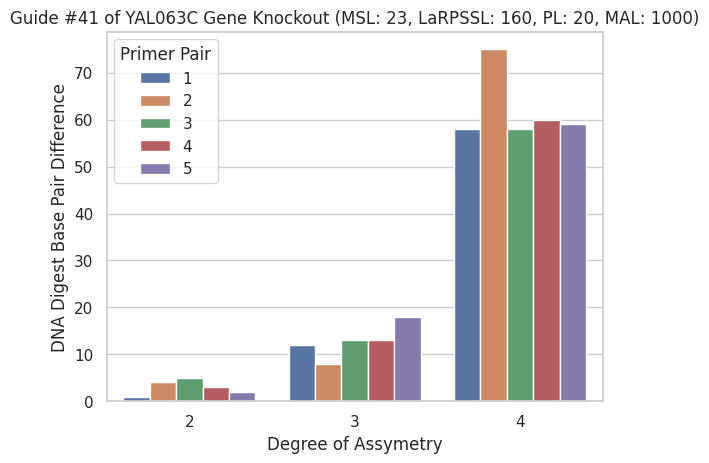 Guide #41 of YAL063C Gene Knockout (MSL: 23, LaRPSSL: 160, PL: 20, MAL: 1000)
DNA Digest Base Pair Difference
70
60
50
40
30
20
10
0
Primer Pair
1
2
3
4
5
2 3 4
Degree of Assymetry